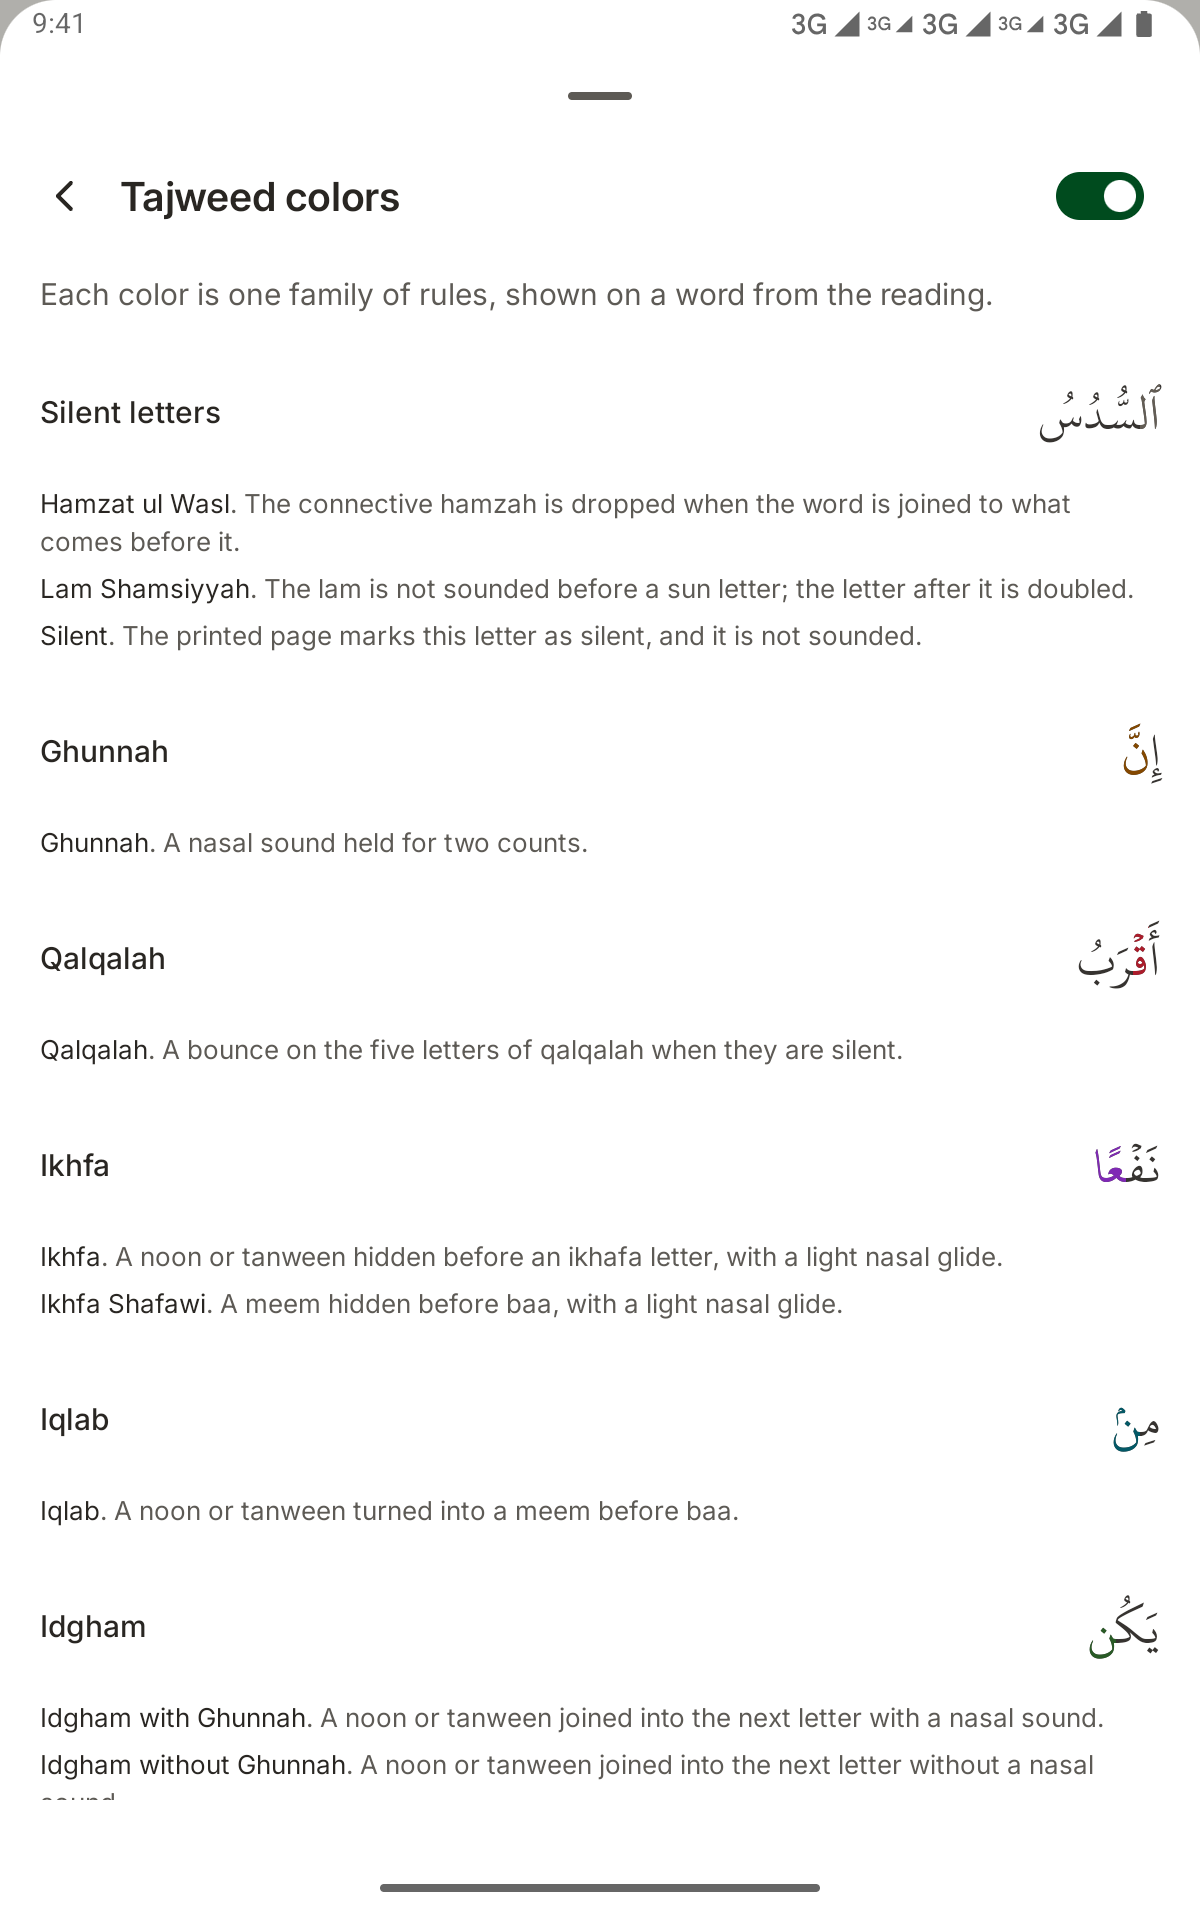 9:41 3G 3G 3G 3G 3G
Tajweed colors
Each color is one family of rules, shown on a word from the reading.
Silent letters ٱلسُّدُسُ
Hamzat ul Wasl. The connective hamzah is dropped when the word is joined to what
comes before it.
Lam Shamsiyyah. The lam is not sounded before a sun letter; the letter after it is doubled.
Silent. The printed page marks this letter as silent, and it is not sounded.
Ghunnah إِنَّ
Ghunnah. A nasal sound held for two counts.
Qalqalah أَقۡرَبُ
Qalqalah. A bounce on the five letters of qalqalah when they are silent.
Ikhfa نَفۡعًا
Ikhfa. A noon or tanween hidden before an ikhafa letter, with a light nasal glide.
Ikhfa Shafawi. A meem hidden before baa, with a light nasal glide.
Iqlab مِنۢ
Iqlab. A noon or tanween turned into a meem before baa.
Idgham يَكُن
Idgham with Ghunnah. A noon or tanween joined into the next letter with a nasal sound.
Idgham without Ghunnah. A noon or tanween joined into the next letter without a nasal
sound.